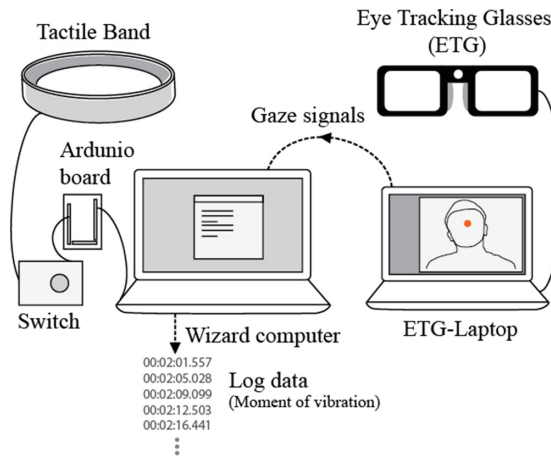 Tactile Band
Eye Tracking Glasses
(ETG)
Gaze signals
Ardunio
board
Switch
Wizard computer
ETG-Laptop
00:02:01.557
00:02:05.028
00:02:09.099
00:02:12.503
00:02:16.441
Log data
(Moment of vibration)